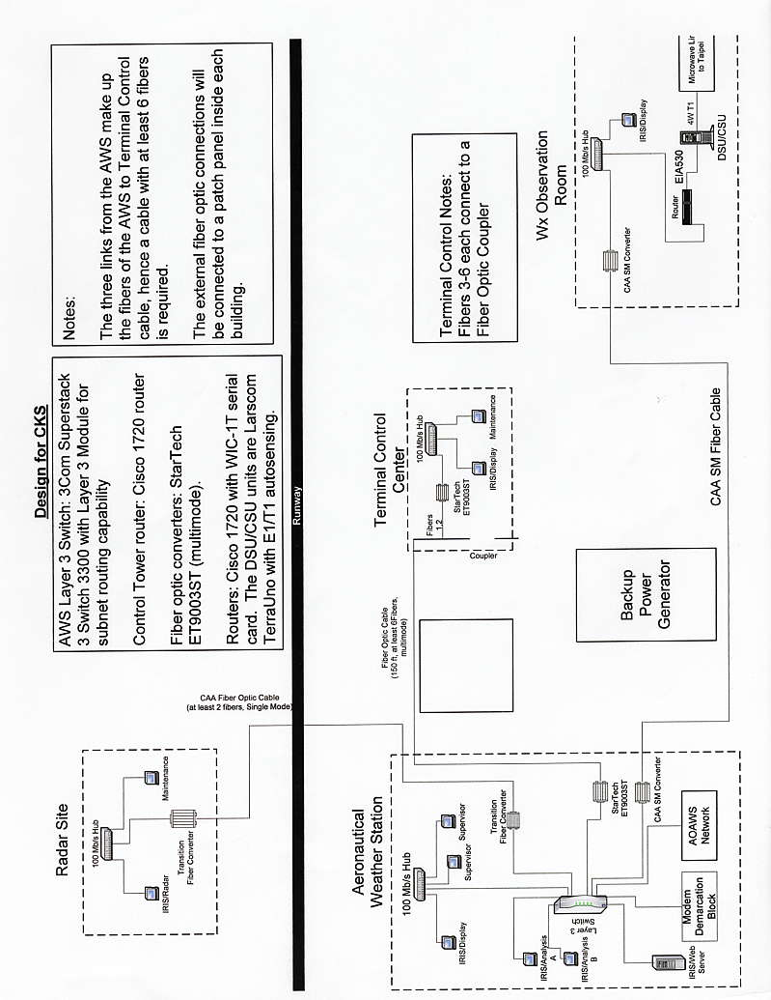 Design for CKS
AWS Layer 3 Switch: 3Com Superstack
3 Switch 3300 with Layer 3 Module for
subnet routing capability
Control Tower router: Cisco 1720 router
Fiber optic converters: StarTech
ET9003ST (multimode).
Routers: Cisco 1720 with WIC-1T serial
card. The DSU/CSU units are Larscom
TerraUno with E1/T1 autosensing.
Notes:
The three links from the AWS make up
the fibers of the AWS to Terminal Control
cable, hence a cable with at least 6 fibers
is required.
The external fiber optic connections will
be connected to a patch panel inside each
building.
Radar Site
100 Mb/s Hub
Maintenance
IRIS/Radar
Transition
Fiber Converter
CAA Fiber Optic Cable
(at least 2 fibers, Single Mode)
Runway
Aeronautical
Weather Station
100 Mb/s Hub
Supervisor
Supervisor
IRIS/Display
Transition
Fiber Converter
IRIS/Analysis
A
IRIS/Analysis
B
Layer 3
Switch
StarTech
ET9003ST
CAA SM Converter
IRIS/Web
Server
Modem
Demarcation
Block
AOAWS
Network
Fiber Optic Cable
(150 ft, at least 6Fibers,
multimode)
Terminal Control
Center
100 Mb/s Hub
Fibers
1,2
StarTech
ET9003ST
IRIS/Display
Maintenance
Coupler
Terminal Control Notes:
Fibers 3-6 each connect to a
Fiber Optic Coupler
Backup
Power
Generator
CAA SM Fiber Cable
Wx Observation
Room
100 Mb/s Hub
IRIS/Display
CAA SM Converter
Router
EIA530
4W T1
DSU/CSU
Microwave Lir
to Taipei